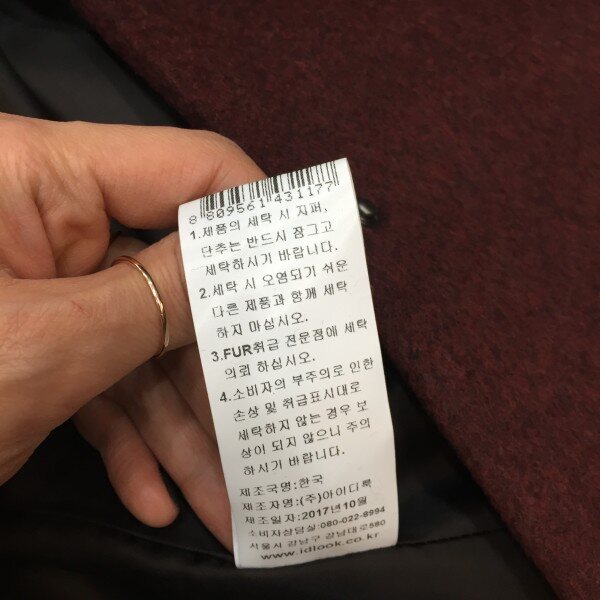 8 809561 431177
1.제품의 세탁 시 지퍼,
단추는 반드시 잠그고
세탁하시기 바랍니다.
2.세탁 시 오염되기 쉬운
다른 제품과 함께 세탁
하지 마십시오.
3.FUR취급 전문점에 세탁
의뢰 하십시오.
4.소비자의 부주의로 인한
손상 및 취급표시대로
세탁하지 않는 경우 보
상이 되지 않으니 주의
하시기 바랍니다.
제조국명:한국
제조자명:(주)아이디룩
제조일자:2017년10월
소비자상담실:080-022-8994
서울시 강남구 강남대로580
www.idlook.co.kr